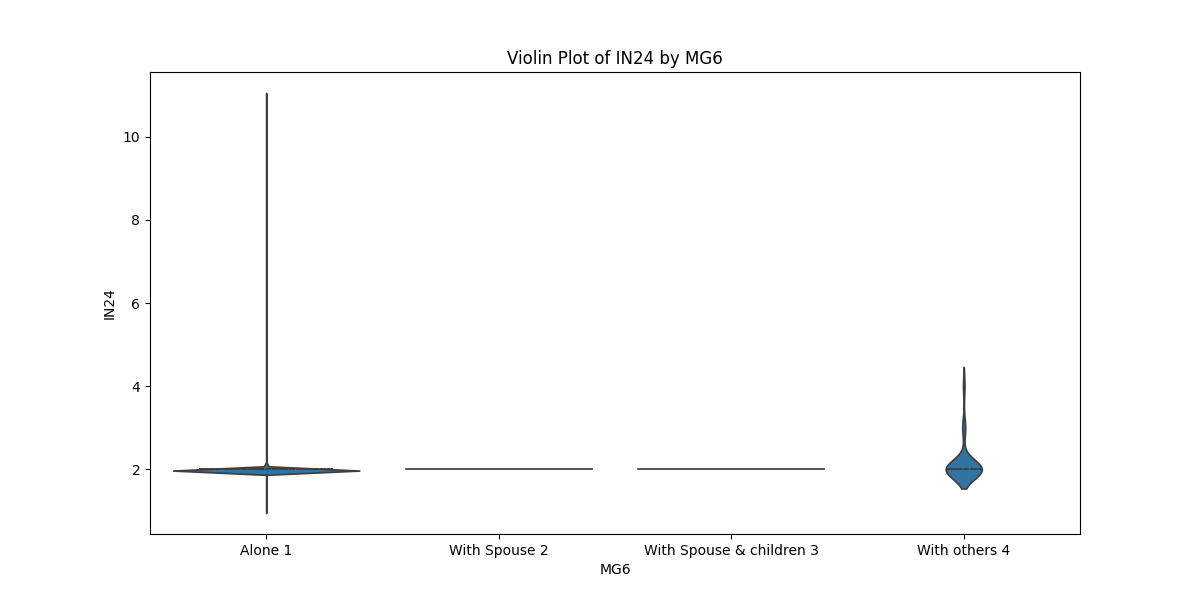 Violin Plot of IN24 by MG6
10
8
6
4
2
IN24
Alone 1
With Spouse 2
With Spouse & children 3
With others 4
MG6